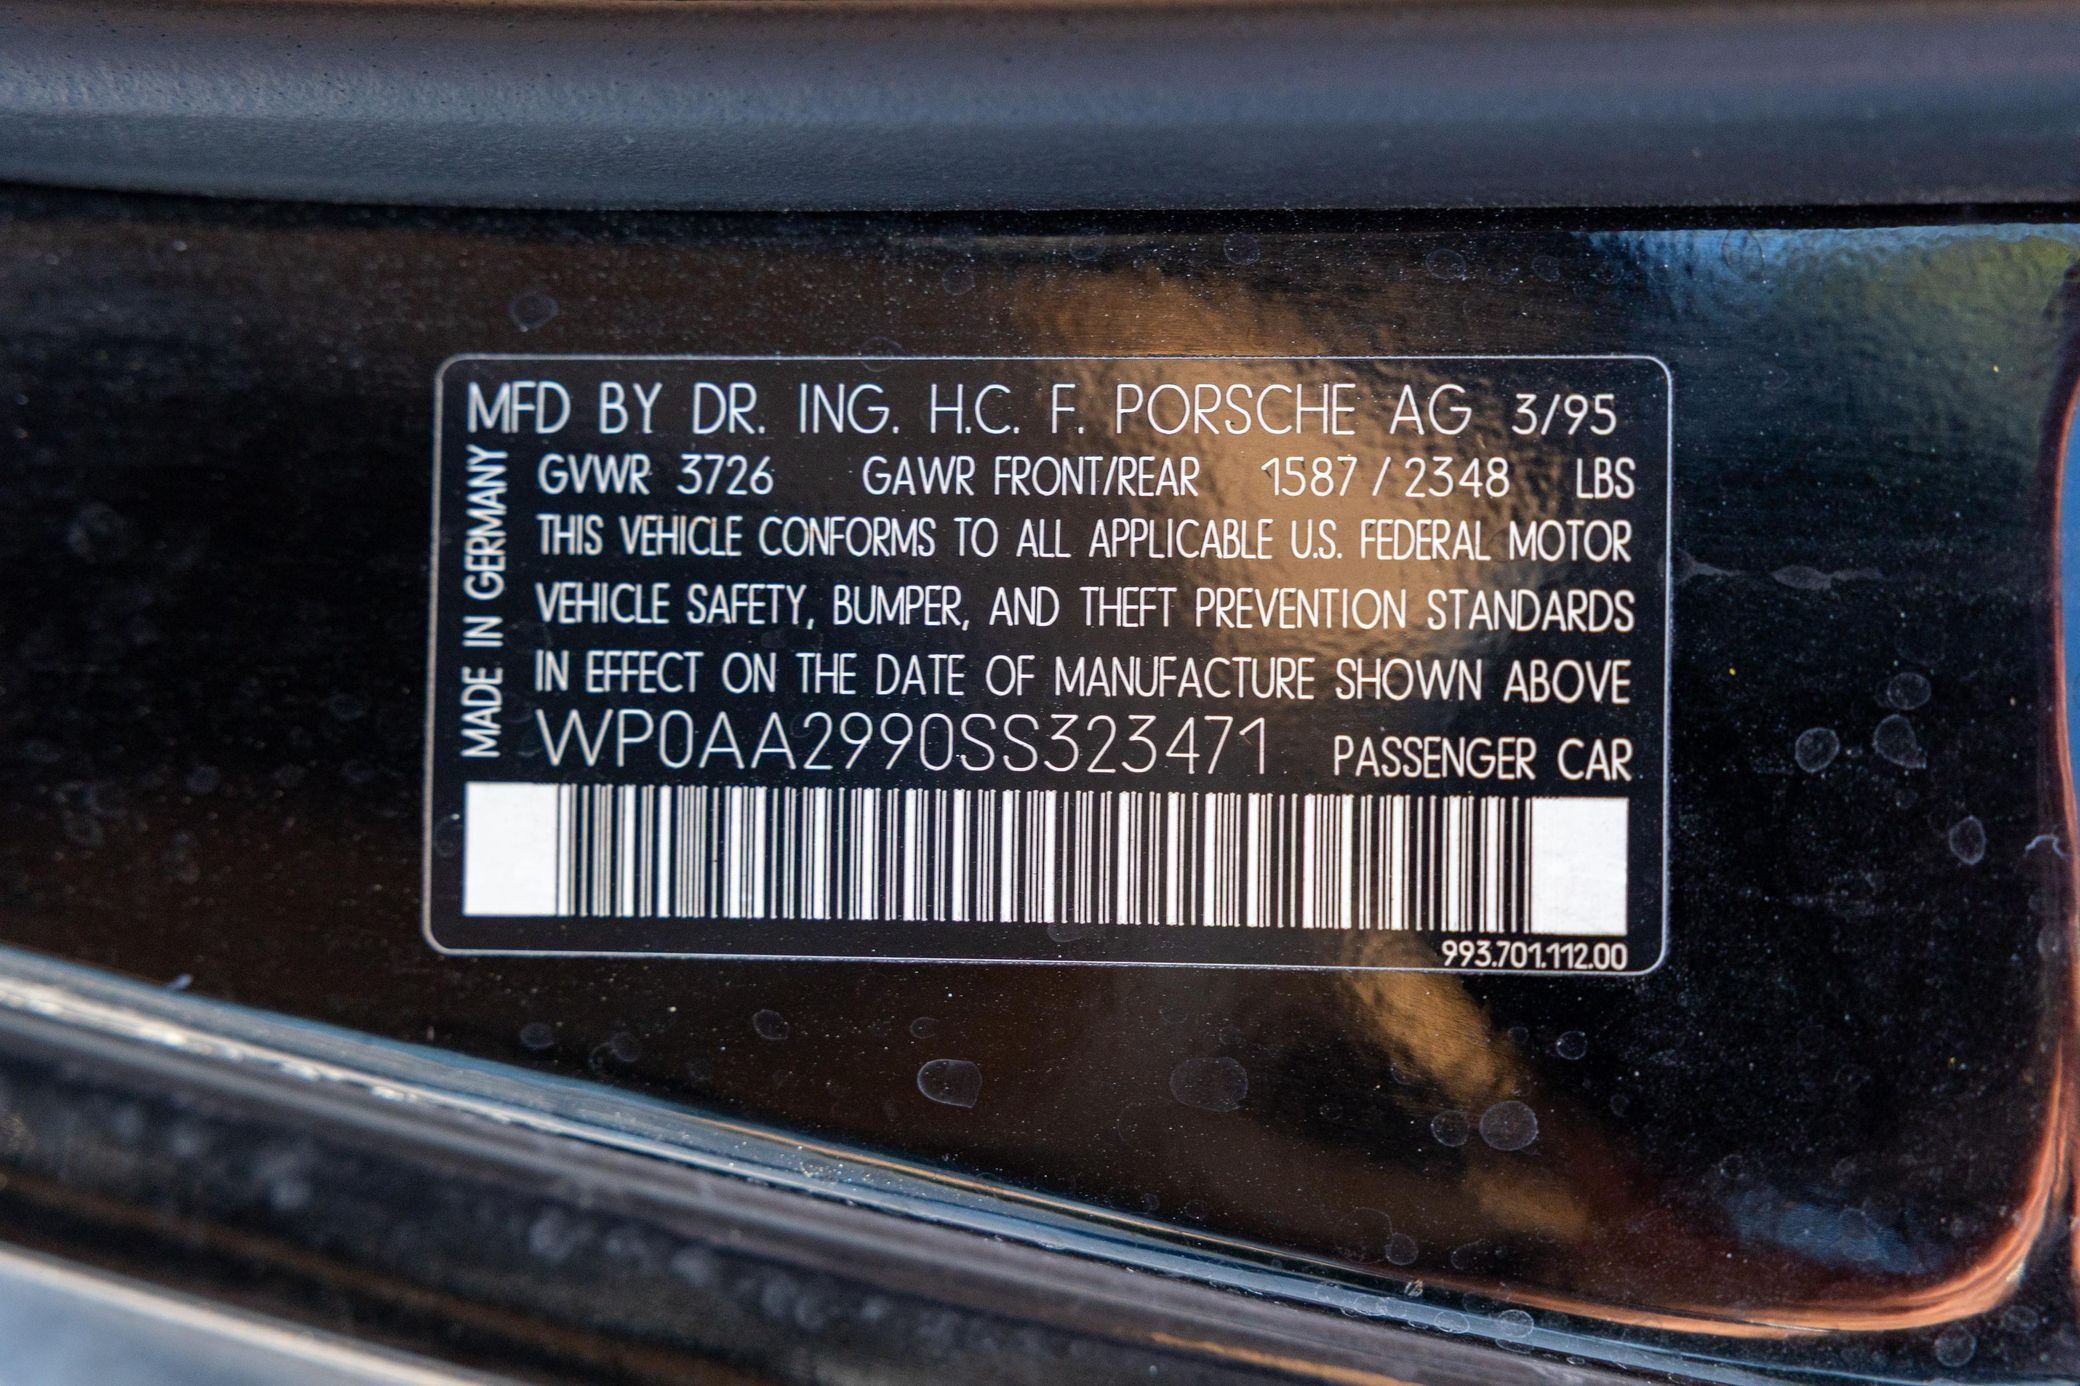 MFD BY DR. ING. H.C. F. PORSCHE AG 3/95
GVWR 3726 GAWR FRONT/REAR 1587 / 2348 LBS
THIS VEHICLE CONFORMS TO ALL APPLICABLE U.S. FEDERAL MOTOR
VEHICLE SAFETY, BUMPER, AND THEFT PREVENTION STANDARDS
IN EFFECT ON THE DATE OF MANUFACTURE SHOWN ABOVE
WP0AA2990SS323471 PASSENGER CAR
993.701.112.00
MADE IN GERMANY